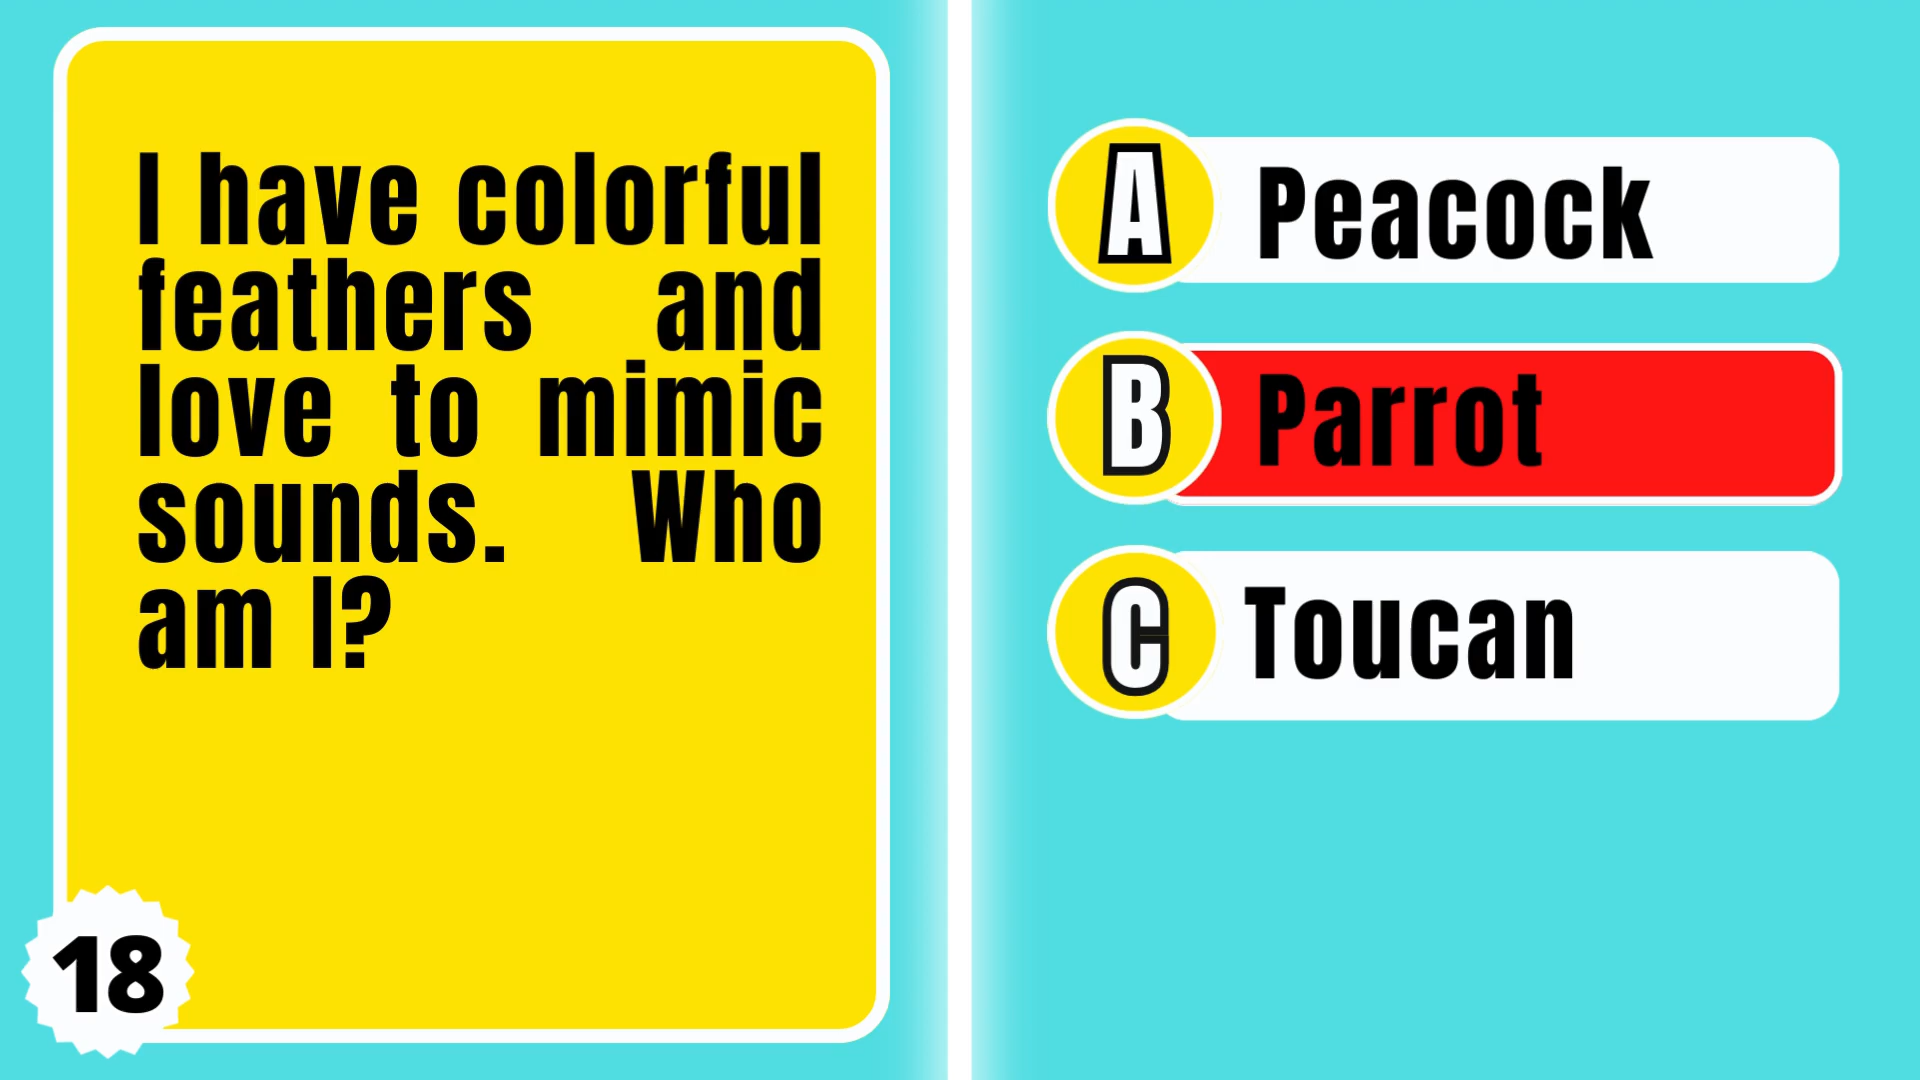 I have colorful
feathers and
love to mimic
sounds. Who
am I?
18
A Peacock
B Parrot
C Toucan